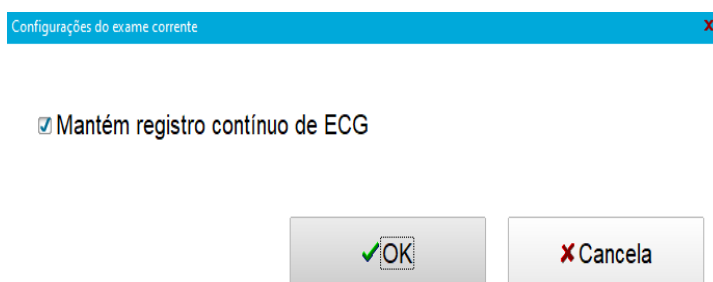 Configurações do exame corrente
Mantém registro contínuo de ECG
OK
Cancela